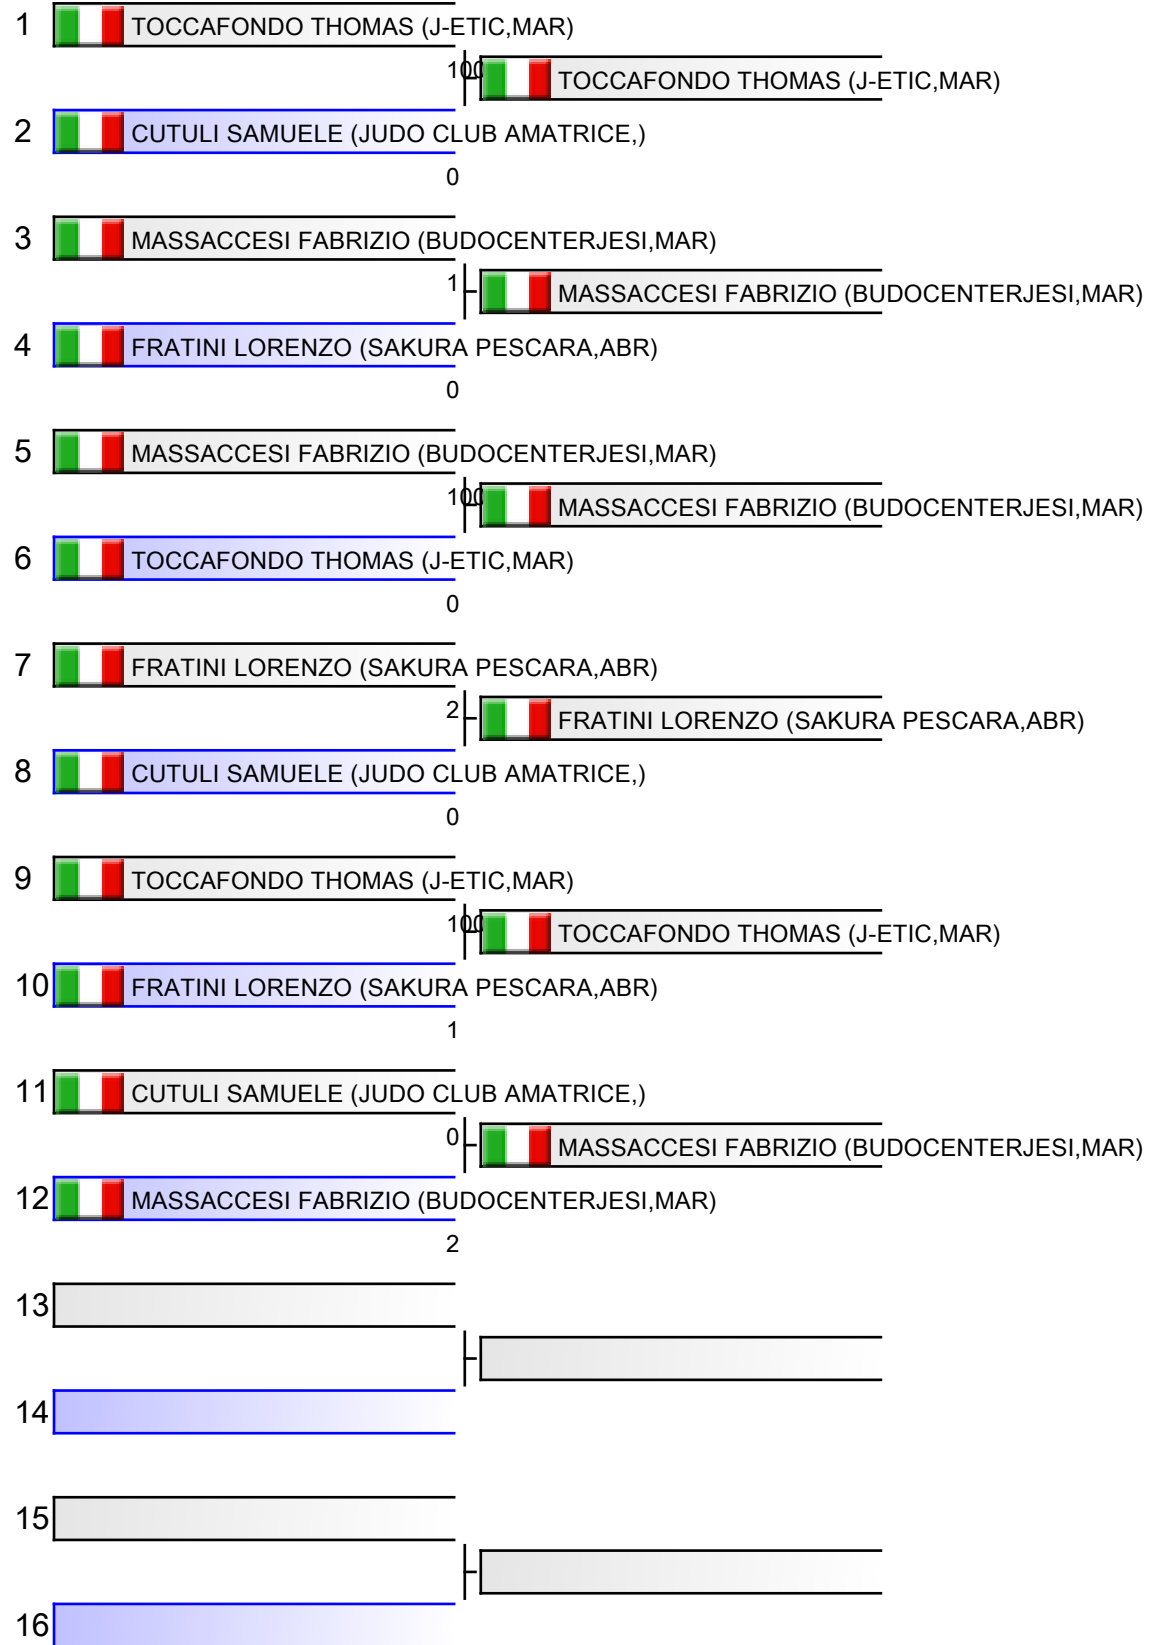 1 TOCCAFONDO THOMAS (J-ETIC,MAR)
100 TOCCAFONDO THOMAS (J-ETIC,MAR)
2 CUTULI SAMUELE (JUDO CLUB AMATRICE,)
0
3 MASSACCESI FABRIZIO (BUDOCENTERJESI,MAR)
1 MASSACCESI FABRIZIO (BUDOCENTERJESI,MAR)
4 FRATINI LORENZO (SAKURA PESCARA,ABR)
0
5 MASSACCESI FABRIZIO (BUDOCENTERJESI,MAR)
100 MASSACCESI FABRIZIO (BUDOCENTERJESI,MAR)
6 TOCCAFONDO THOMAS (J-ETIC,MAR)
0
7 FRATINI LORENZO (SAKURA PESCARA,ABR)
2 FRATINI LORENZO (SAKURA PESCARA,ABR)
8 CUTULI SAMUELE (JUDO CLUB AMATRICE,)
0
9 TOCCAFONDO THOMAS (J-ETIC,MAR)
100 TOCCAFONDO THOMAS (J-ETIC,MAR)
10 FRATINI LORENZO (SAKURA PESCARA,ABR)
1
11 CUTULI SAMUELE (JUDO CLUB AMATRICE,)
0 MASSACCESI FABRIZIO (BUDOCENTERJESI,MAR)
12 MASSACCESI FABRIZIO (BUDOCENTERJESI,MAR)
2
13
14
15
16